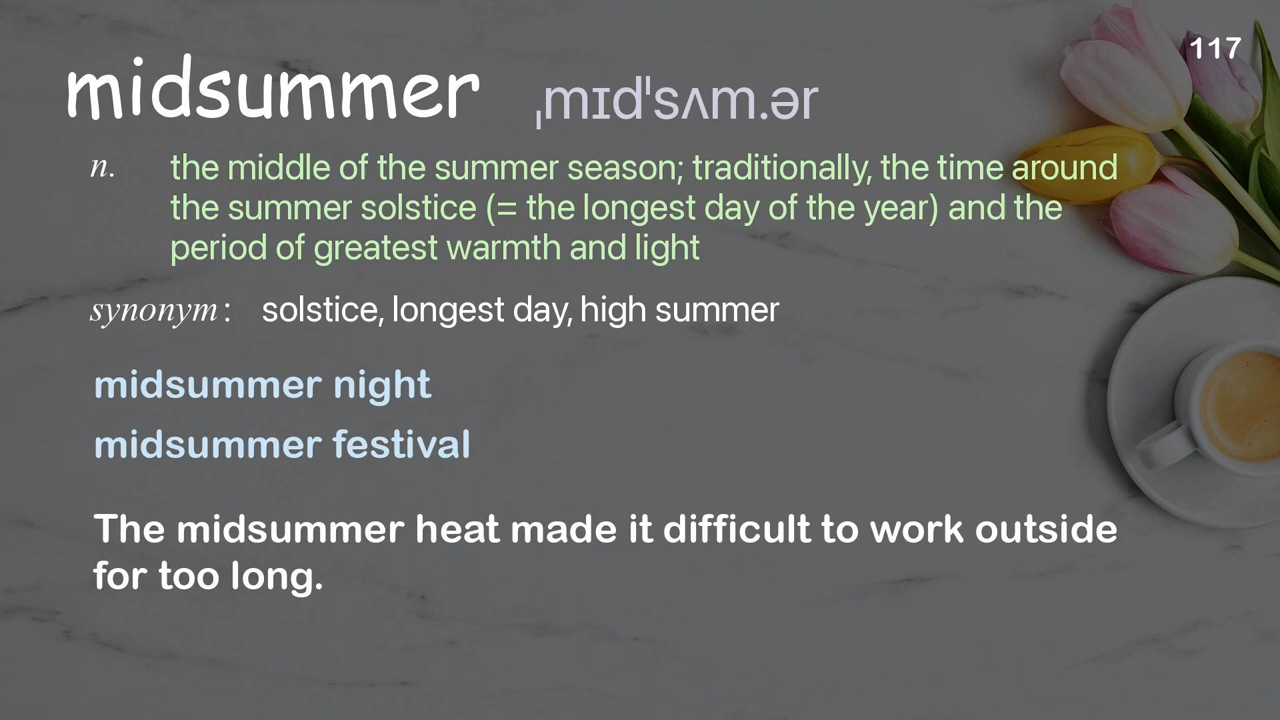 117
midsummer ˌmɪdˈsʌm.ər
n. the middle of the summer season; traditionally, the time around
the summer solstice (= the longest day of the year) and the
period of greatest warmth and light
synonym: solstice, longest day, high summer
midsummer night
midsummer festival
The midsummer heat made it difficult to work outside
for too long.